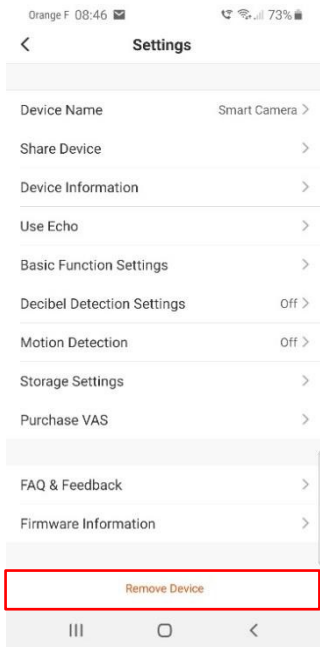 Orange F 08:46 73%
Settings
Device Name Smart Camera >
Share Device >
Device Information >
Use Echo >
Basic Function Settings >
Decibel Detection Settings Off >
Motion Detection Off >
Storage Settings >
Purchase VAS >
FAQ & Feedback >
Firmware Information >
Remove Device